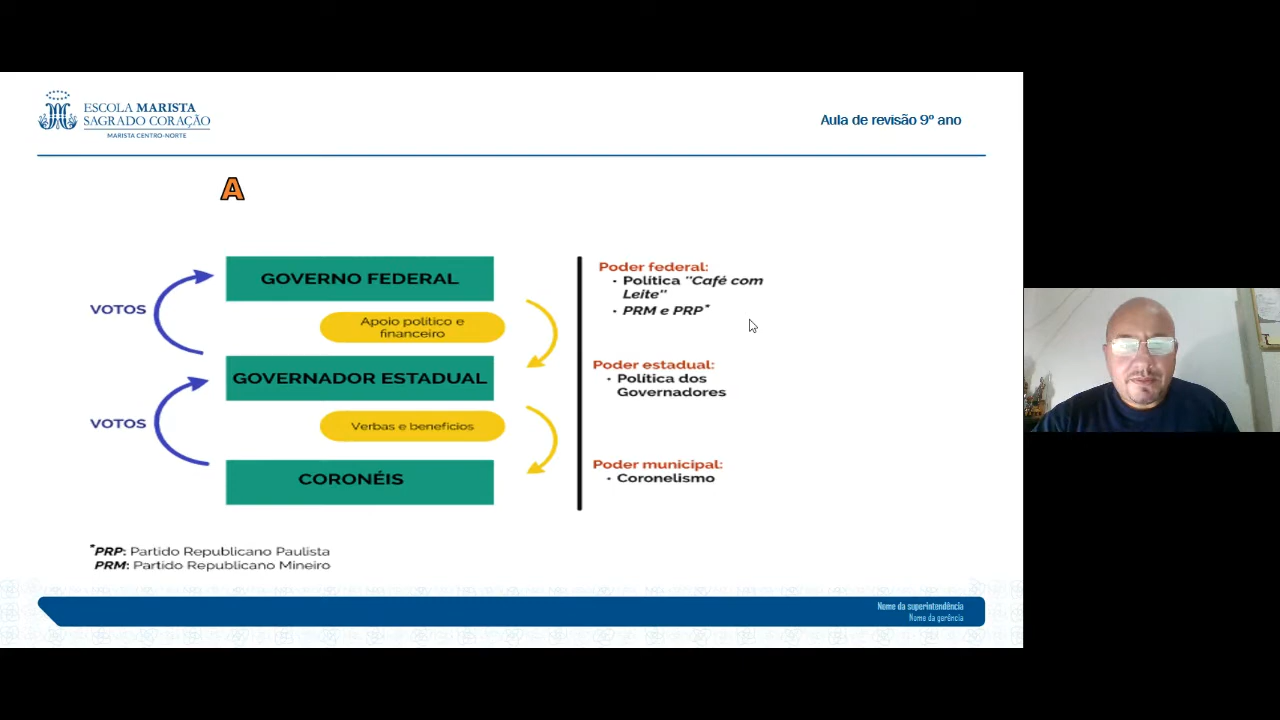 ESCOLA MARISTA
SAGRADO CORAÇÃO
MARISTA CENTRO-NORTE
Aula de revisão 9º ano
A
GOVERNO FEDERAL
VOTOS
Apoio político e
financeiro
GOVERNADOR ESTADUAL
VOTOS
Verbas e benefícios
CORONÉIS
Poder federal:
• Política "Café com
Leite"
• PRM e PRP*
Poder estadual:
• Política dos
Governadores
Poder municipal:
• Coronelismo
*PRP: Partido Republicano Paulista
PRM: Partido Republicano Mineiro
Nome da superintendência
Nome da gerência